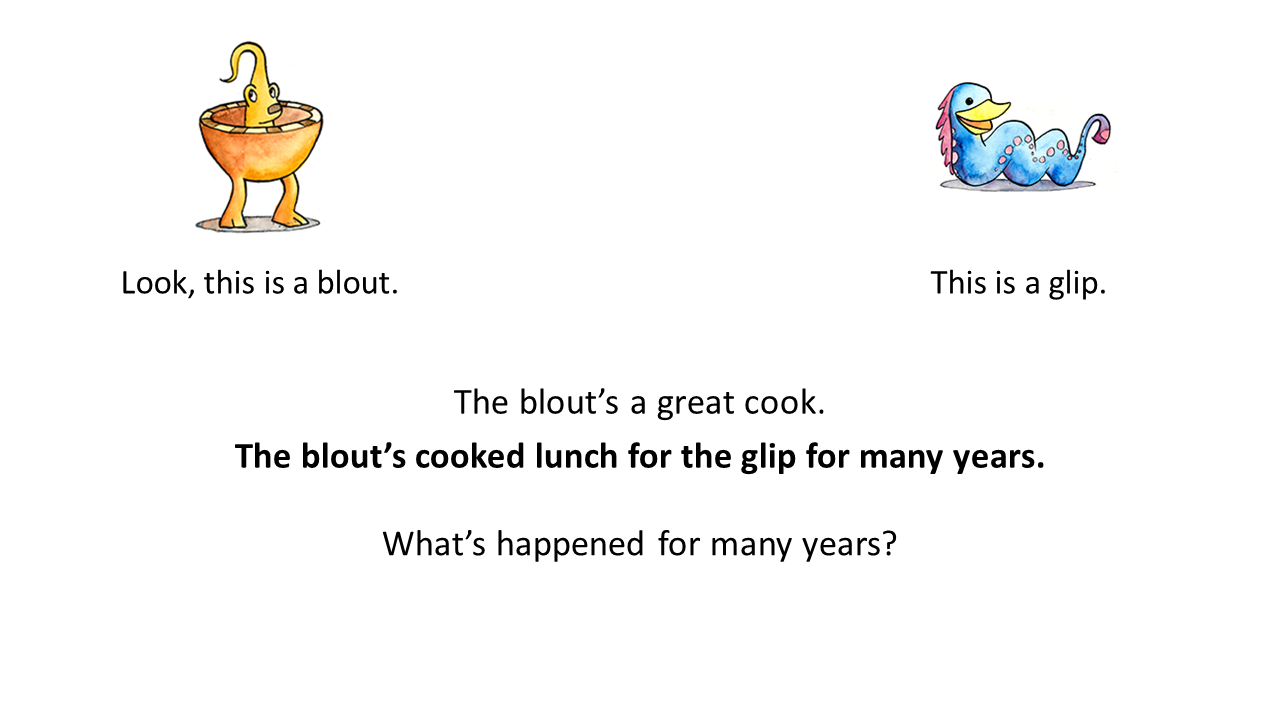 Look, this is a blout.
This is a glip.
The blout’s a great cook.
The blout’s cooked lunch for the glip for many years.
What’s happened for many years?